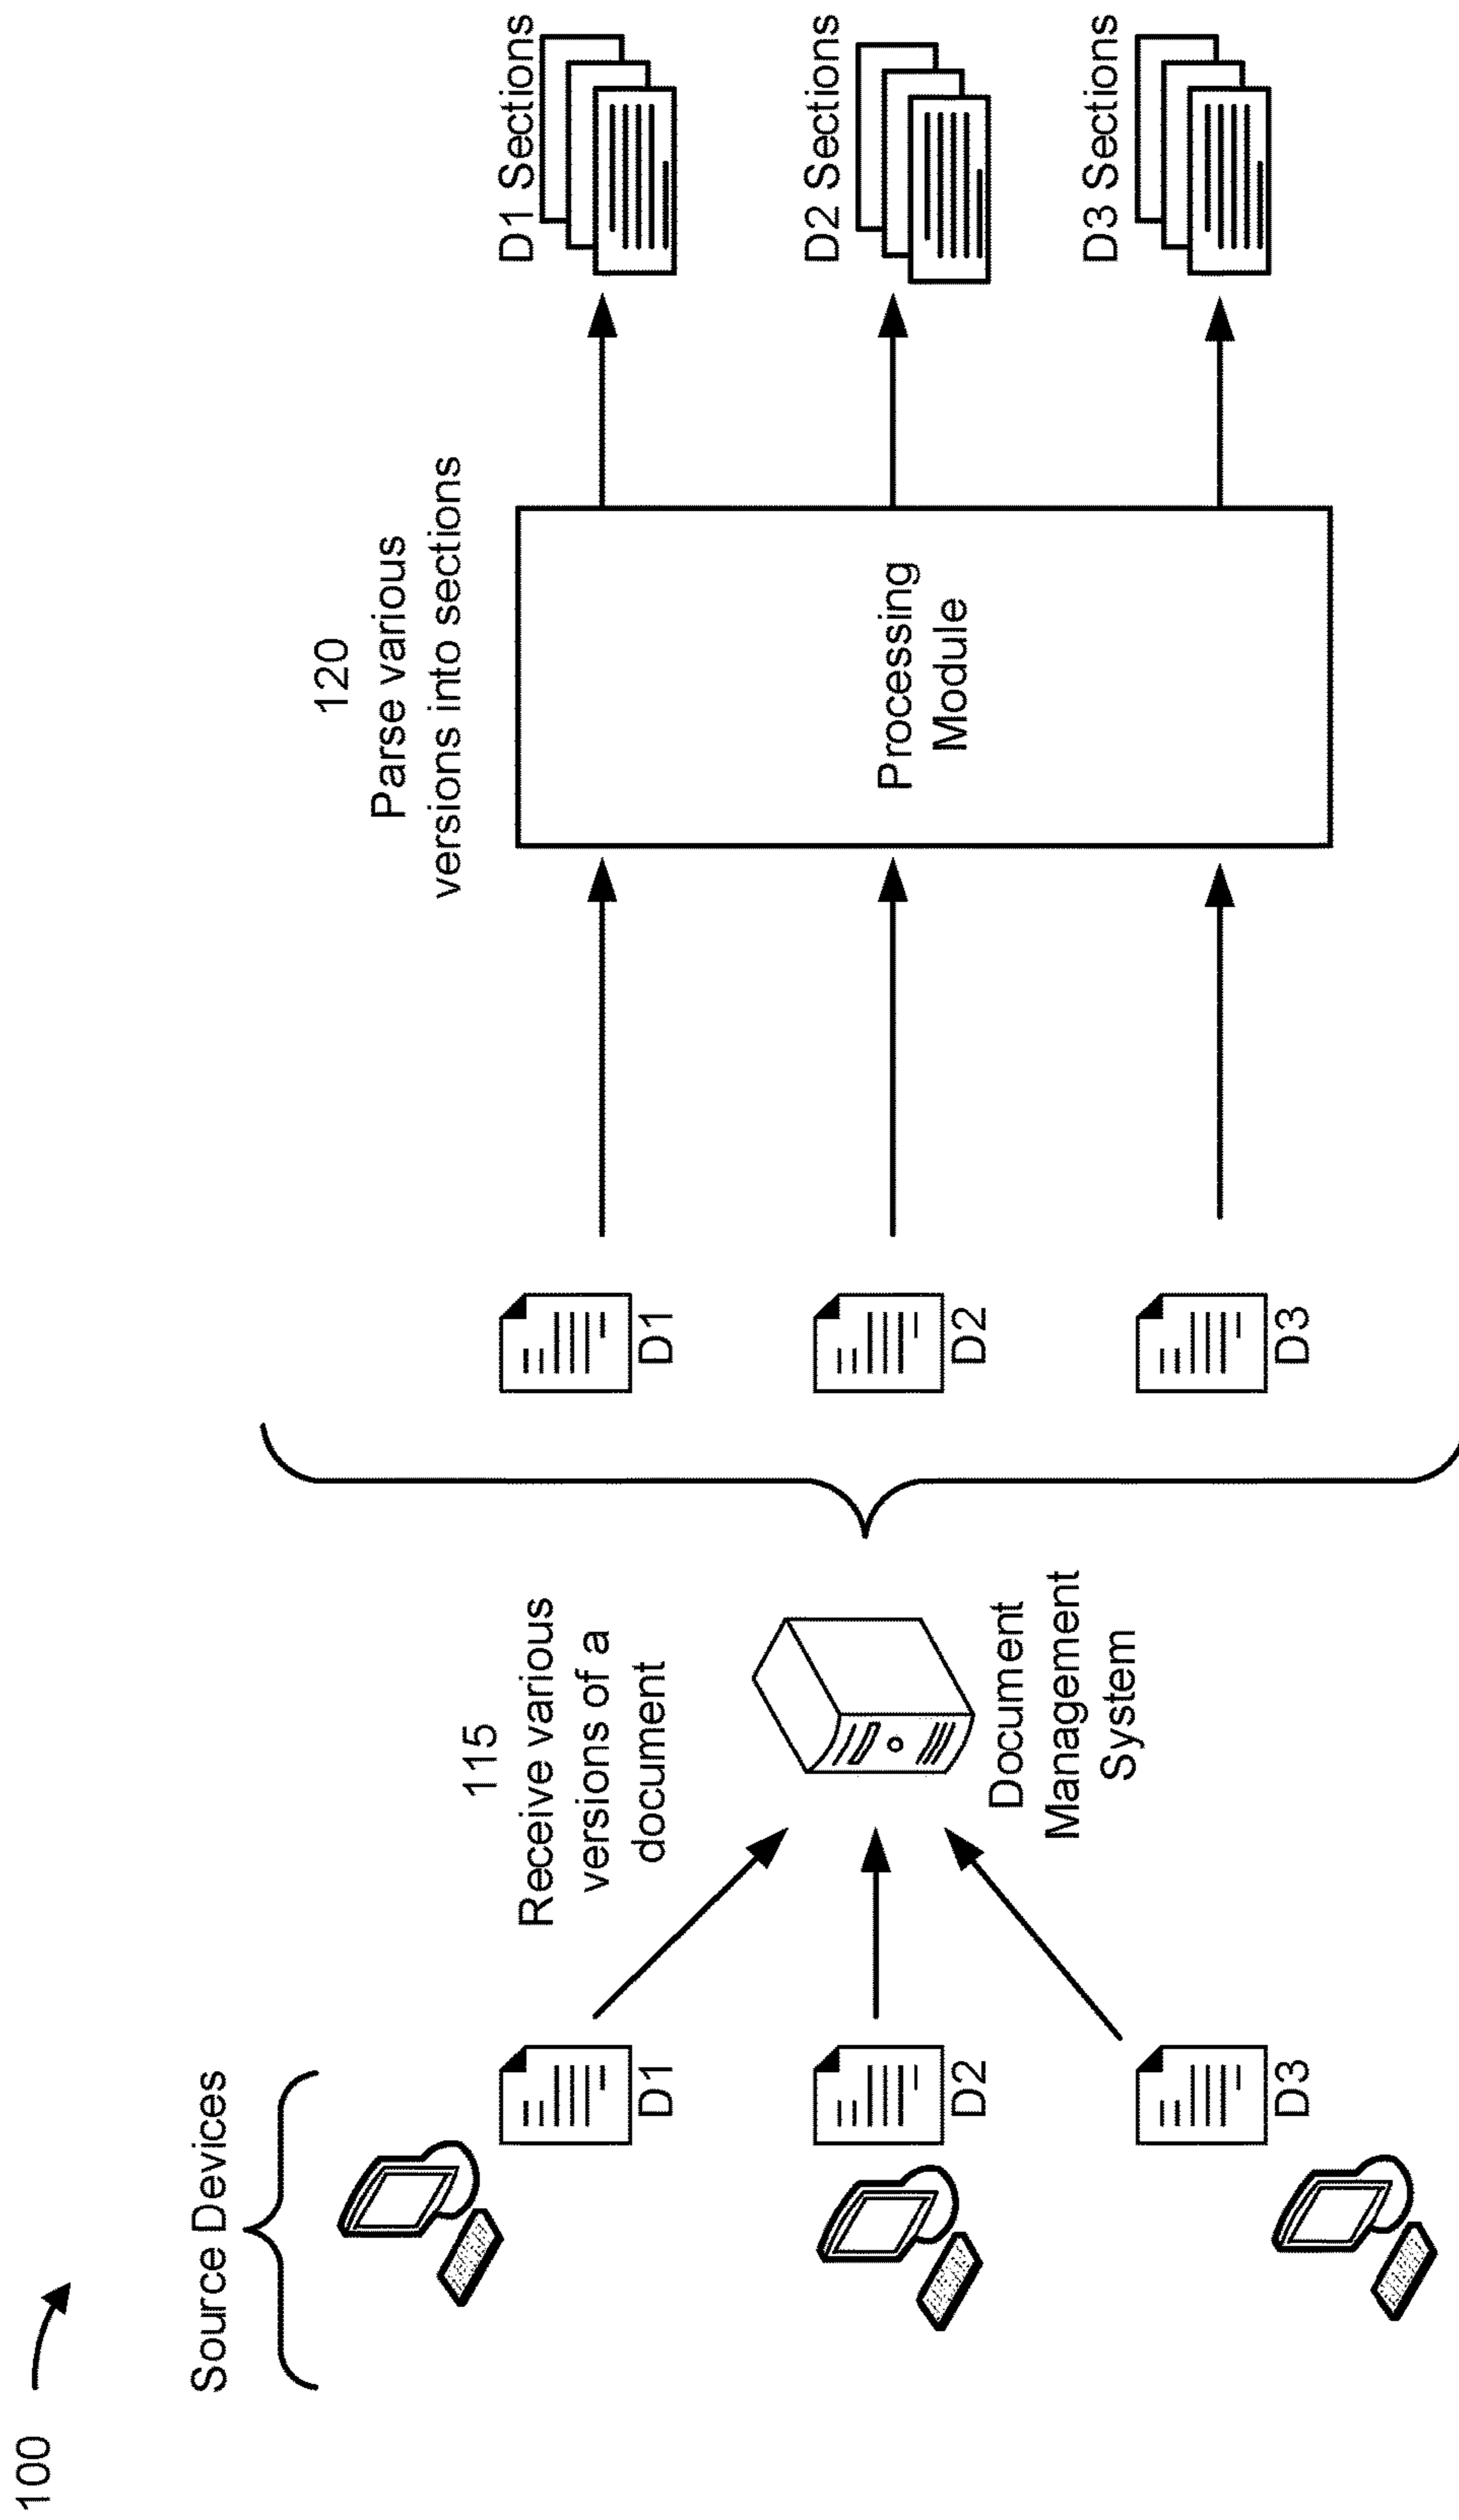 100
Source Devices
D1
D2
D3
115
Receive various
versions of a
document
Document
Management
System
D1
D2
D3
120
Parse various
versions into sections
Processing
Module
D1 Sections
D2 Sections
D3 Sections